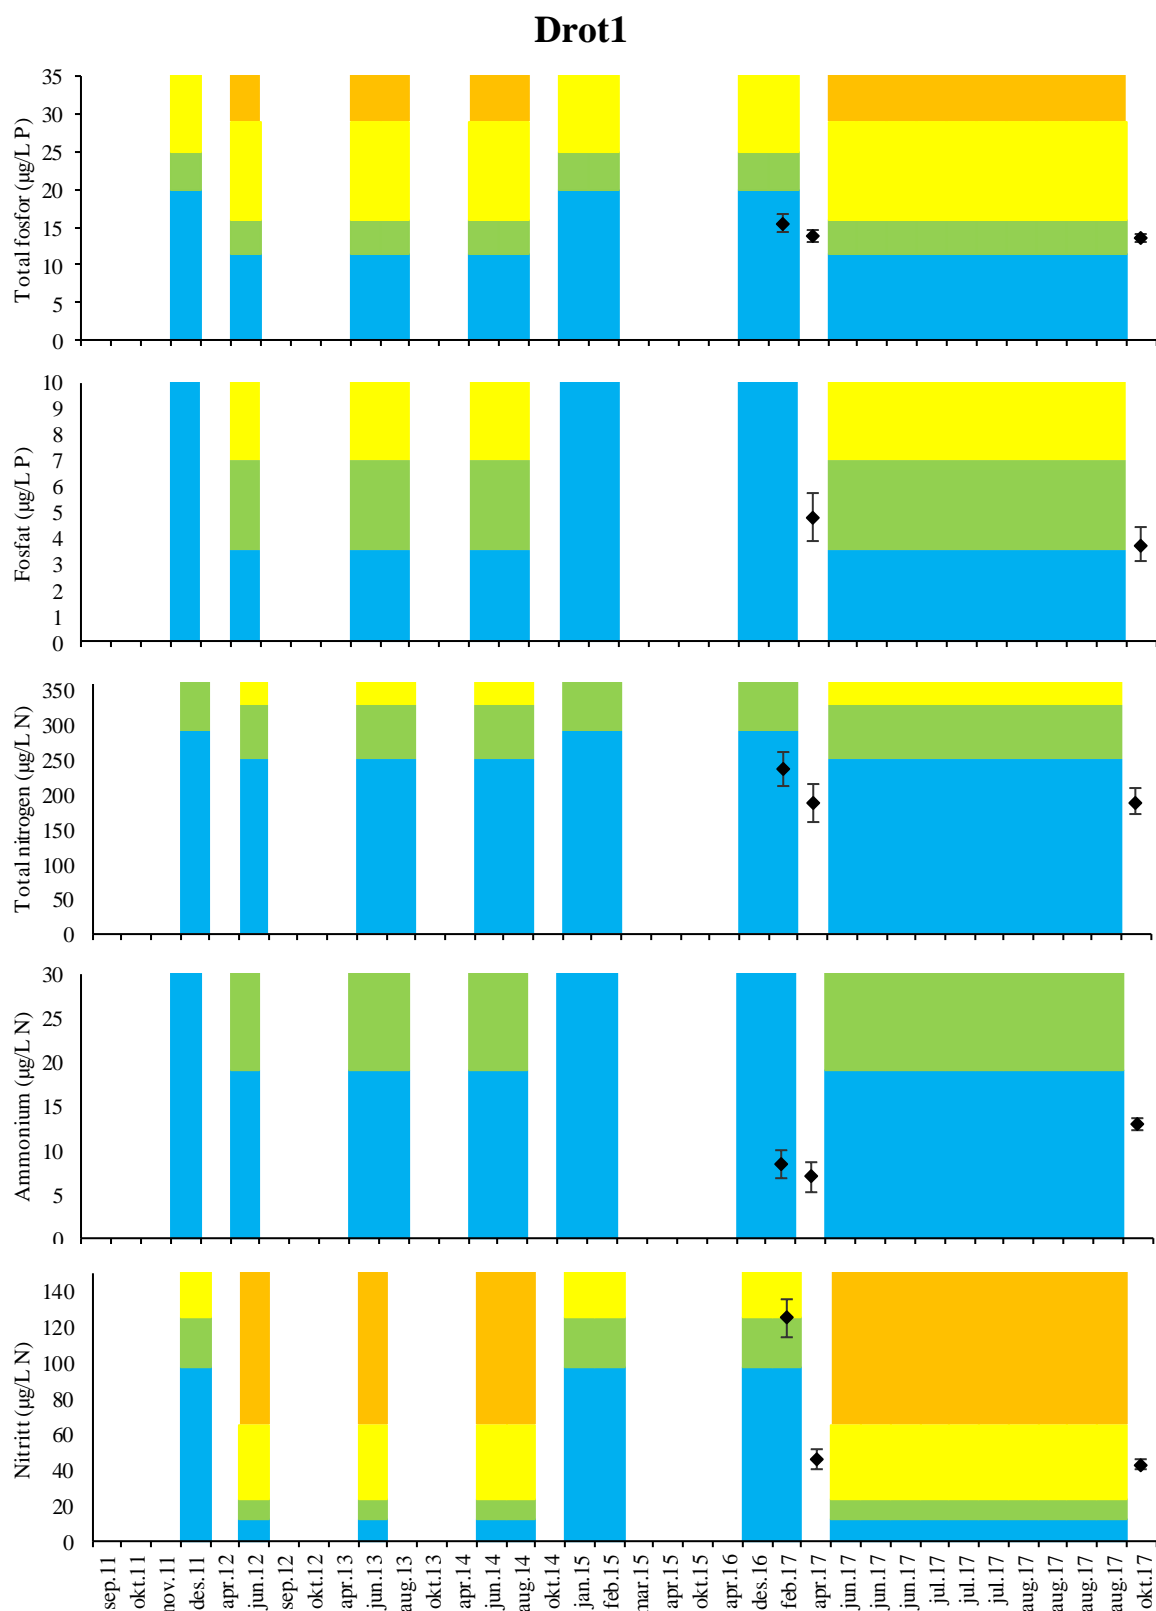 Drot1
Total fosfor (µg/L P)
35
30
25
20
15
10
5
0
Fosfat (µg/L P)
10
9
8
7
6
5
4
3
2
1
0
Total nitrogen (µg/L N)
350
300
250
200
150
100
50
0
Ammonium (µg/L N)
30
25
20
15
10
5
0
Nitritt (µg/L N)
140
120
100
80
60
40
20
0
sep.11
okt.11
nov.11
des.11
apr.12
jun.12
sep.12
okt.12
apr.13
jun.13
aug.13
okt.13
apr.14
jun.14
aug.14
okt.14
jan.15
feb.15
mar.15
apr.15
okt.15
apr.16
des.16
feb.17
apr.17
jun.17
jun.17
jun.17
jul.17
jul.17
jul.17
aug.17
aug.17
aug.17
aug.17
okt.17